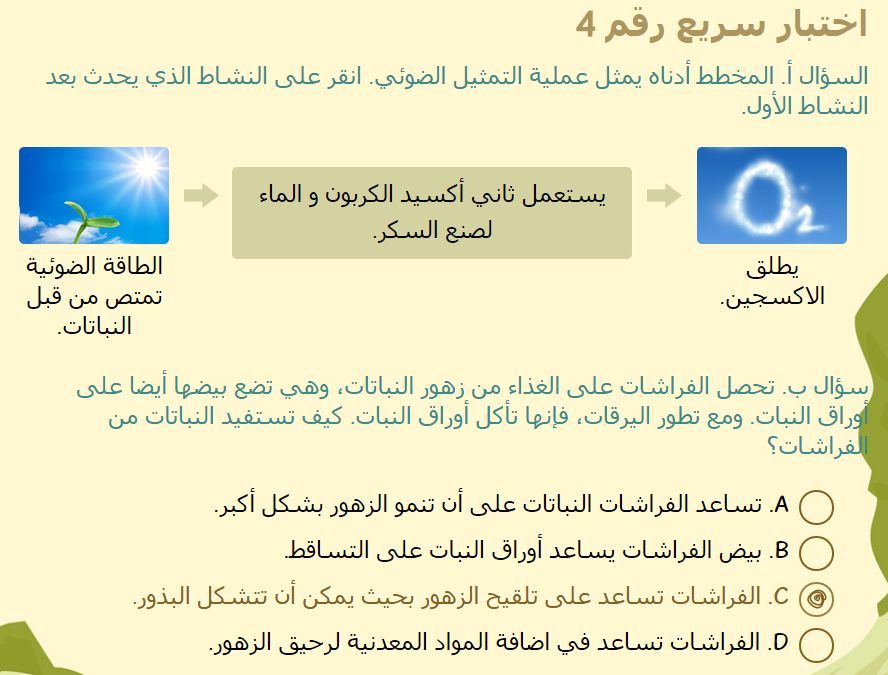 اختبار سريع رقم 4
السؤال أ. المخطط أدناه يمثل عملية التمثيل الضوئي. انقر على النشاط الذي يحدث بعد
النشاط الأول.
O2
يستعمل ثاني أكسيد الكربون و الماء
لصنع السكر.
يطلق
الاكسجين.
الطاقة الضوئية
تمتص من قبل
النباتات.
سؤال ب. تحصل الفراشات على الغذاء من زهور النباتات، وهي تضع بيضها أيضا على
أوراق النبات. ومع تطور اليرقات، فإنها تأكل أوراق النبات. كيف تستفيد النباتات من
الفراشات؟
A. تساعد الفراشات النباتات على أن تنمو الزهور بشكل أكبر.
B. بيض الفراشات يساعد أوراق النبات على التساقط.
C. الفراشات تساعد على تلقيح الزهور بحيث يمكن أن تتشكل البذور.
D. الفراشات تساعد في اضافة المواد المعدنية لرحيق الزهور.